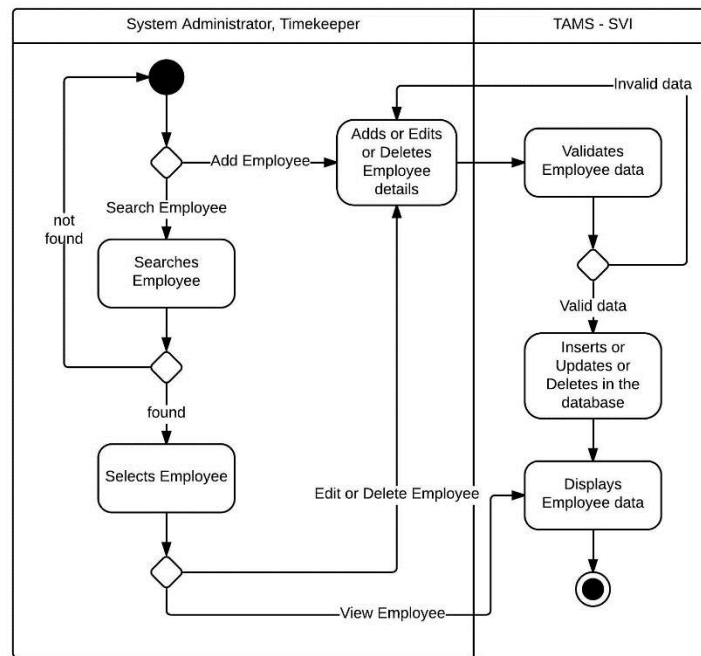 System Administrator, Timekeeper
TAMS - SVI
Invalid data
Adds or Edits
or Deletes
Employee
details
Validates
Employee data
Add Employee
Search Employee
not
found
Searches
Employee
Valid data
Inserts or
Updates or
Deletes in the
database
found
Selects Employee
Edit or Delete Employee
Displays
Employee data
View Employee